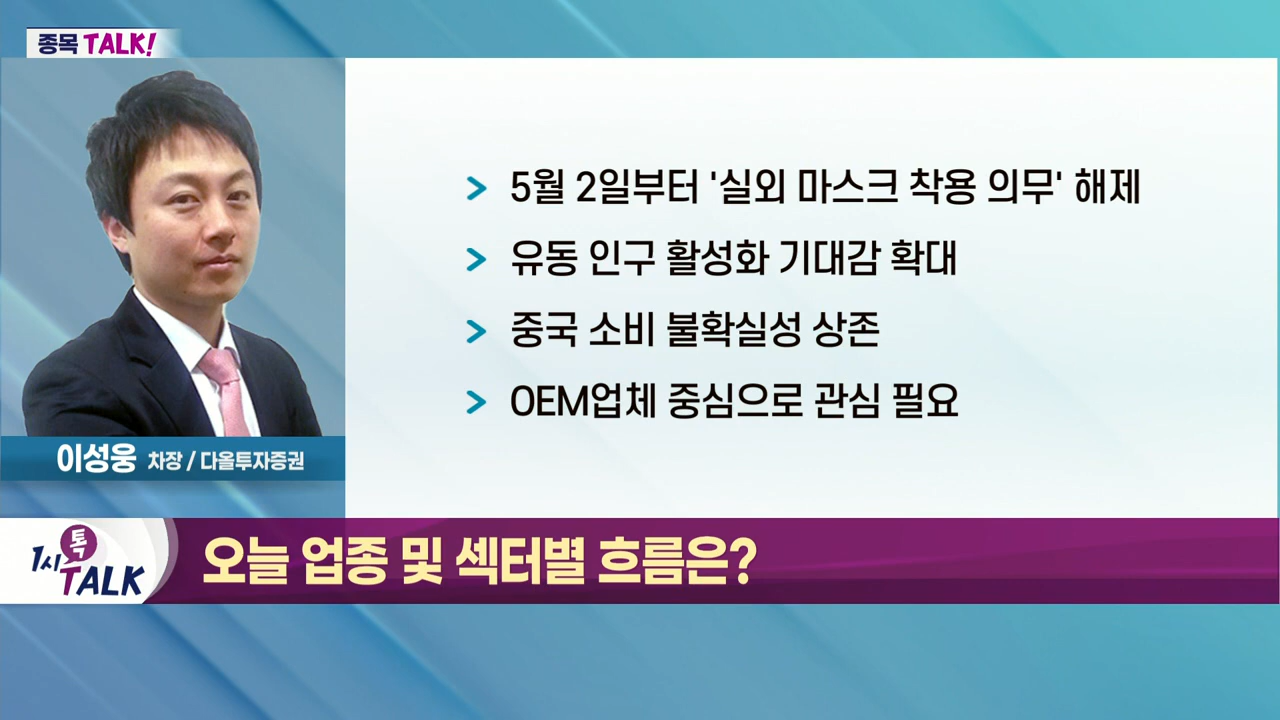 종목 TALK!
5월 2일부터 '실외 마스크 착용 의무' 해제
유동 인구 활성화 기대감 확대
중국 소비 불확실성 상존
OEM업체 중심으로 관심 필요
이성웅 차장 / 다올투자증권
1시 톡 TALK
오늘 업종 및 섹터별 흐름은?